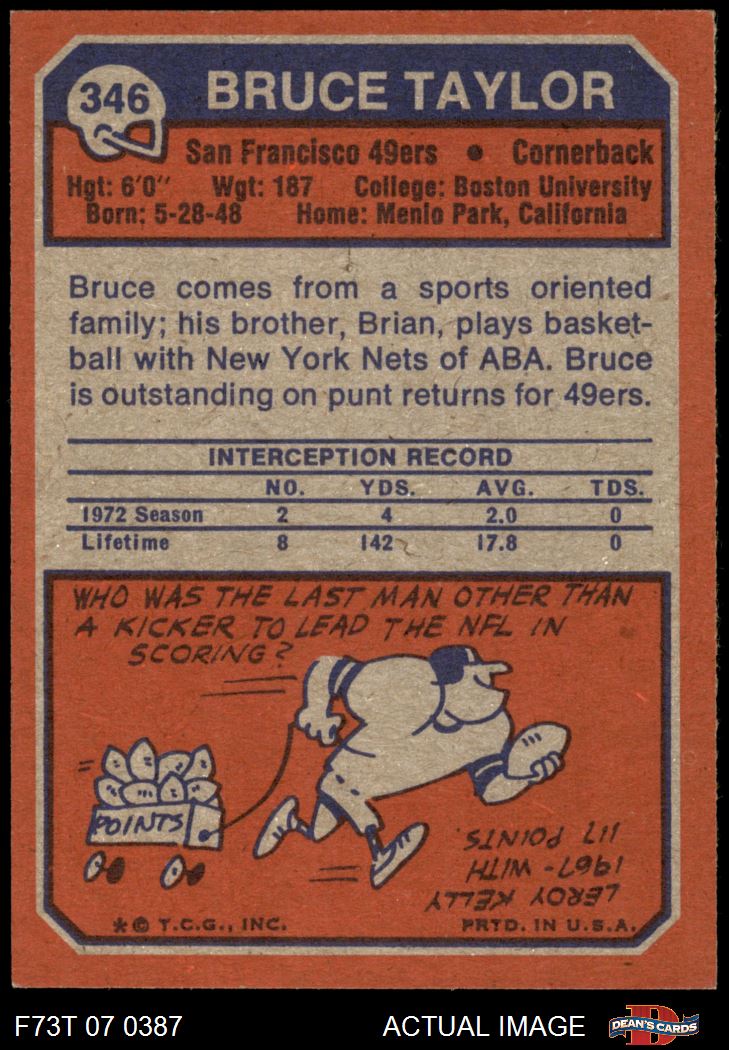 346
BRUCE TAYLOR
San Francisco 49ers • Cornerback
Hgt: 6'0" Wgt: 187 College: Boston University
Born: 5-28-48 Home: Menlo Park, California
Bruce comes from a sports oriented
family; his brother, Brian, plays basket-
ball with New York Nets of ABA. Bruce
is outstanding on punt returns for 49ers.
INTERCEPTION RECORD
NO. YDS. AVG. TDS.
1972 Season 2 4 2.0 0
Lifetime 8 142 17.8 0
WHO WAS THE LAST MAN OTHER THAN
A KICKER TO LEAD THE NFL IN
SCORING?
POINTS
LEROY KELLY
1967 - WITH
117 POINTS.
* © T.C.G., INC. PRTD. IN U.S.A.
F73T 07 0387 ACTUAL IMAGE
D
DEAN'S CARDS